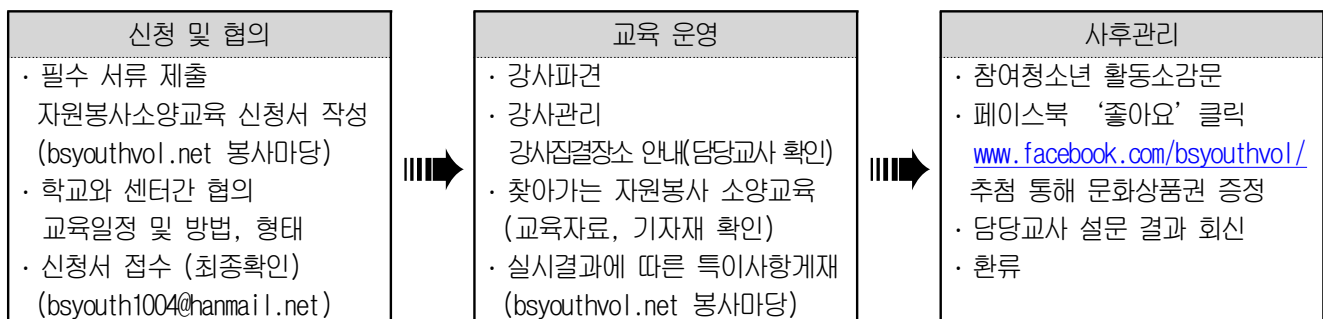 신청 및 협의
· 필수 서류 제출
자원봉사소양교육 신청서 작성
(bsyouthvol.net 봉사마당)
· 학교와 센터간 협의
교육일정 및 방법, 형태
· 신청서 접수 (최종확인)
(bsyouth1004@hanmail.net)
교육 운영
· 강사파견
· 강사관리
강사집결장소 안내(담당교사 확인)
· 찾아가는 자원봉사 소양교육
(교육자료, 기자재 확인)
· 실시결과에 따른 특이사항게재
(bsyouthvol.net 봉사마당)
사후관리
· 참여청소년 활동소감문
· 페이스북 ‘좋아요’ 클릭
www.facebook.com/bsyouthvol/
추첨 통해 문화상품권 증정
· 담당교사 설문 결과 회신
· 환류